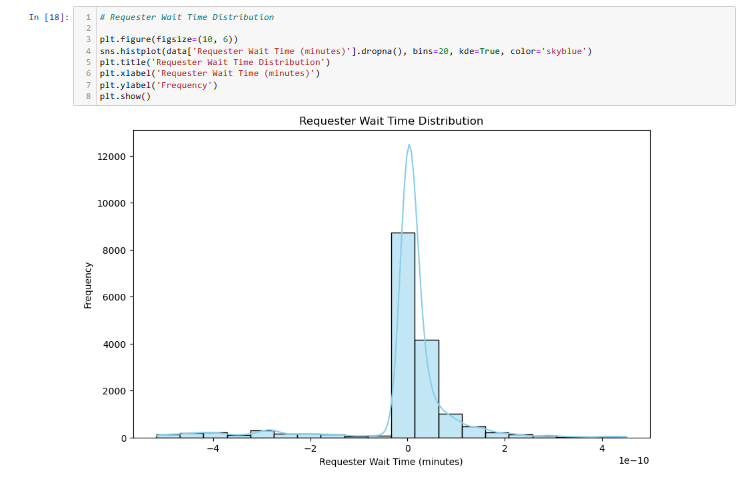 In [18]:
1 # Requester Wait Time Distribution
2
3 plt.figure(figsize=(10, 6))
4 sns.histplot(data['Requester Wait Time (minutes)'].dropna(), bins=20, kde=True, color='skyblue')
5 plt.title('Requester Wait Time Distribution')
6 plt.xlabel('Requester Wait Time (minutes)')
7 plt.ylabel('Frequency')
8 plt.show()
Requester Wait Time Distribution
12000
10000
8000
6000
4000
2000
0
Frequency
−4 −2 0 2 4
Requester Wait Time (minutes)
1e−10